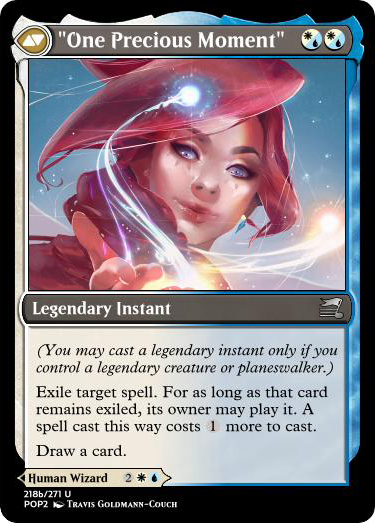 "One Precious Moment"
Legendary Instant
(You may cast a legendary instant only if you
control a legendary creature or planeswalker.)
Exile target spell. For as long as that card
remains exiled, its owner may play it. A
spell cast this way costs 1 more to cast.
Draw a card.
Human Wizard 2
218b/271 U
POP2 Travis Goldmann-Couch